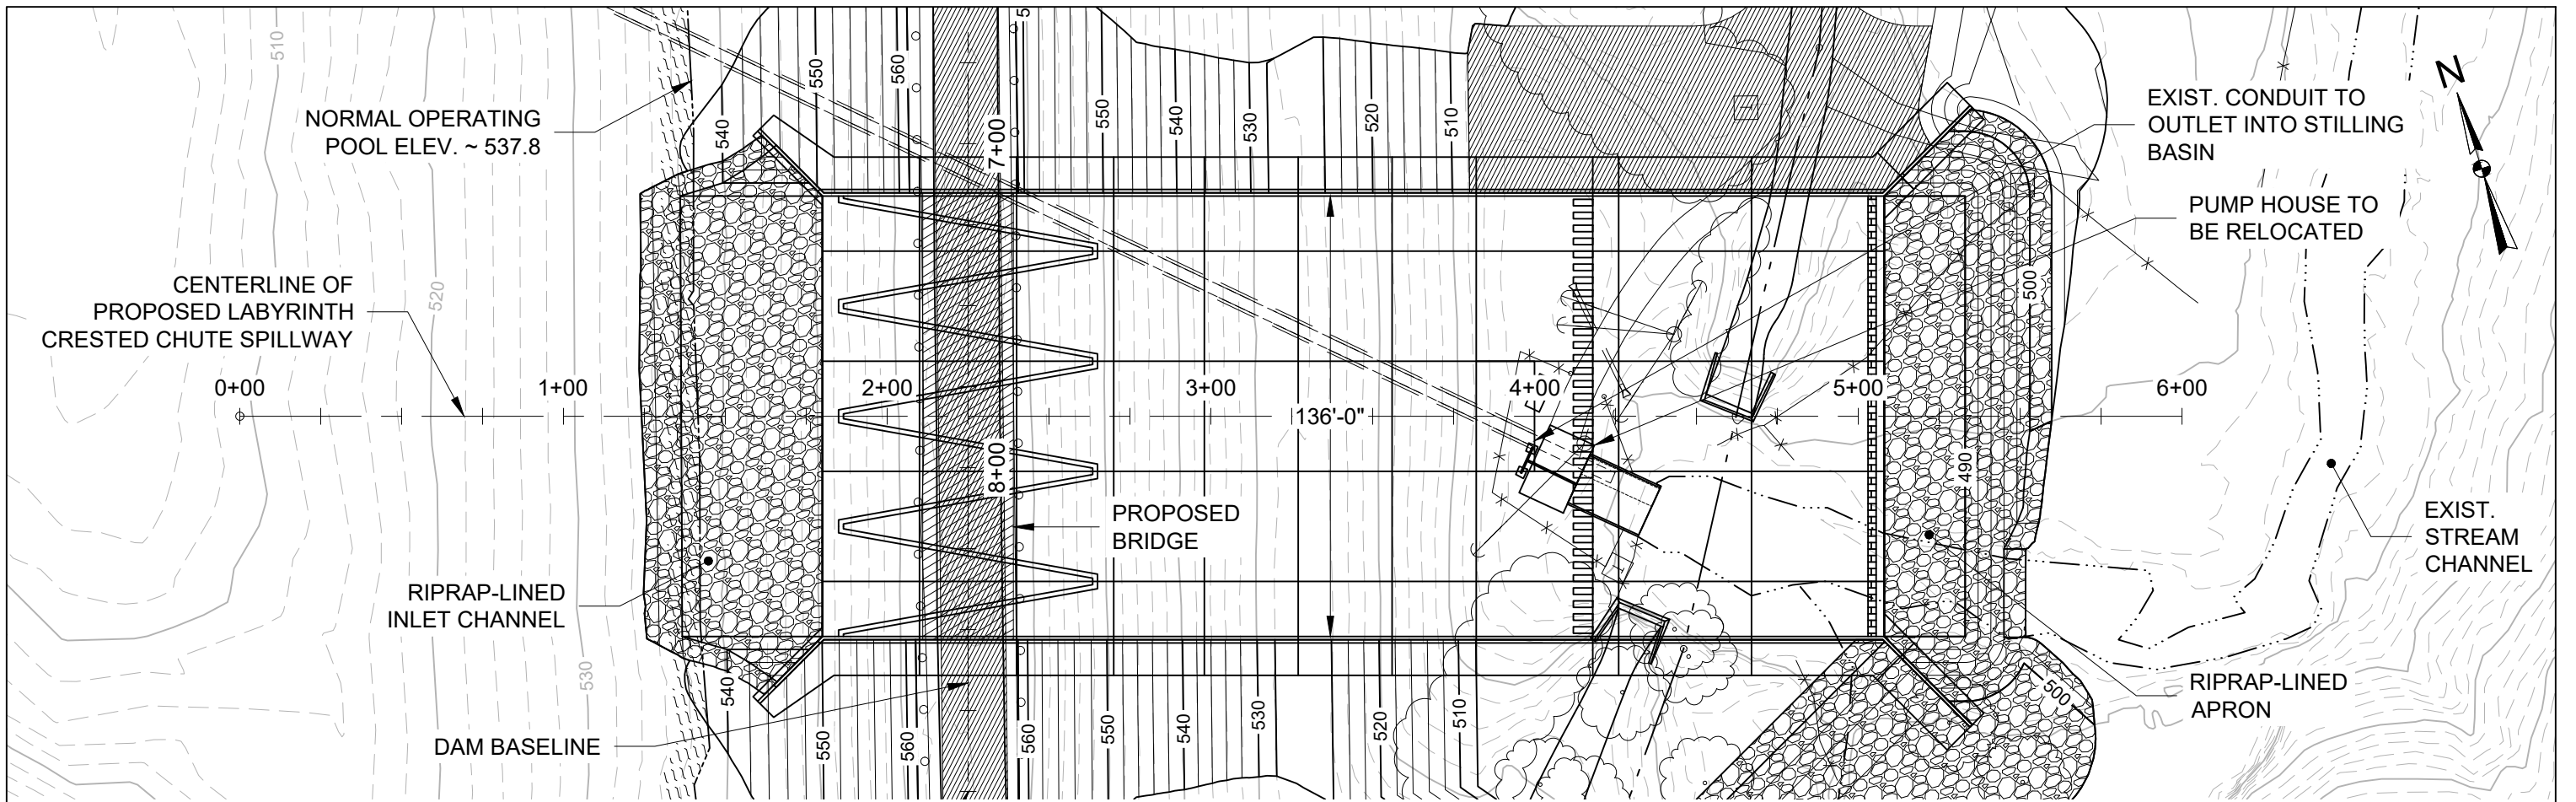 510
550
560
5
550
540
530
520
510
N
NORMAL OPERATING
POOL ELEV. ~ 537.8
540
7+00
EXIST. CONDUIT TO
OUTLET INTO STILLING
BASIN
PUMP HOUSE TO
BE RELOCATED
CENTERLINE OF
PROPOSED LABYRINTH
CRESTED CHUTE SPILLWAY
520
500
0+00
1+00
2+00
3+00
4+00
5+00
6+00
136'-0"
8+00
490
PROPOSED
BRIDGE
EXIST.
STREAM
CHANNEL
RIPRAP-LINED
INLET CHANNEL
530
540
RIPRAP-LINED
APRON
500
DAM BASELINE
550
560
560
550
540
530
520
510